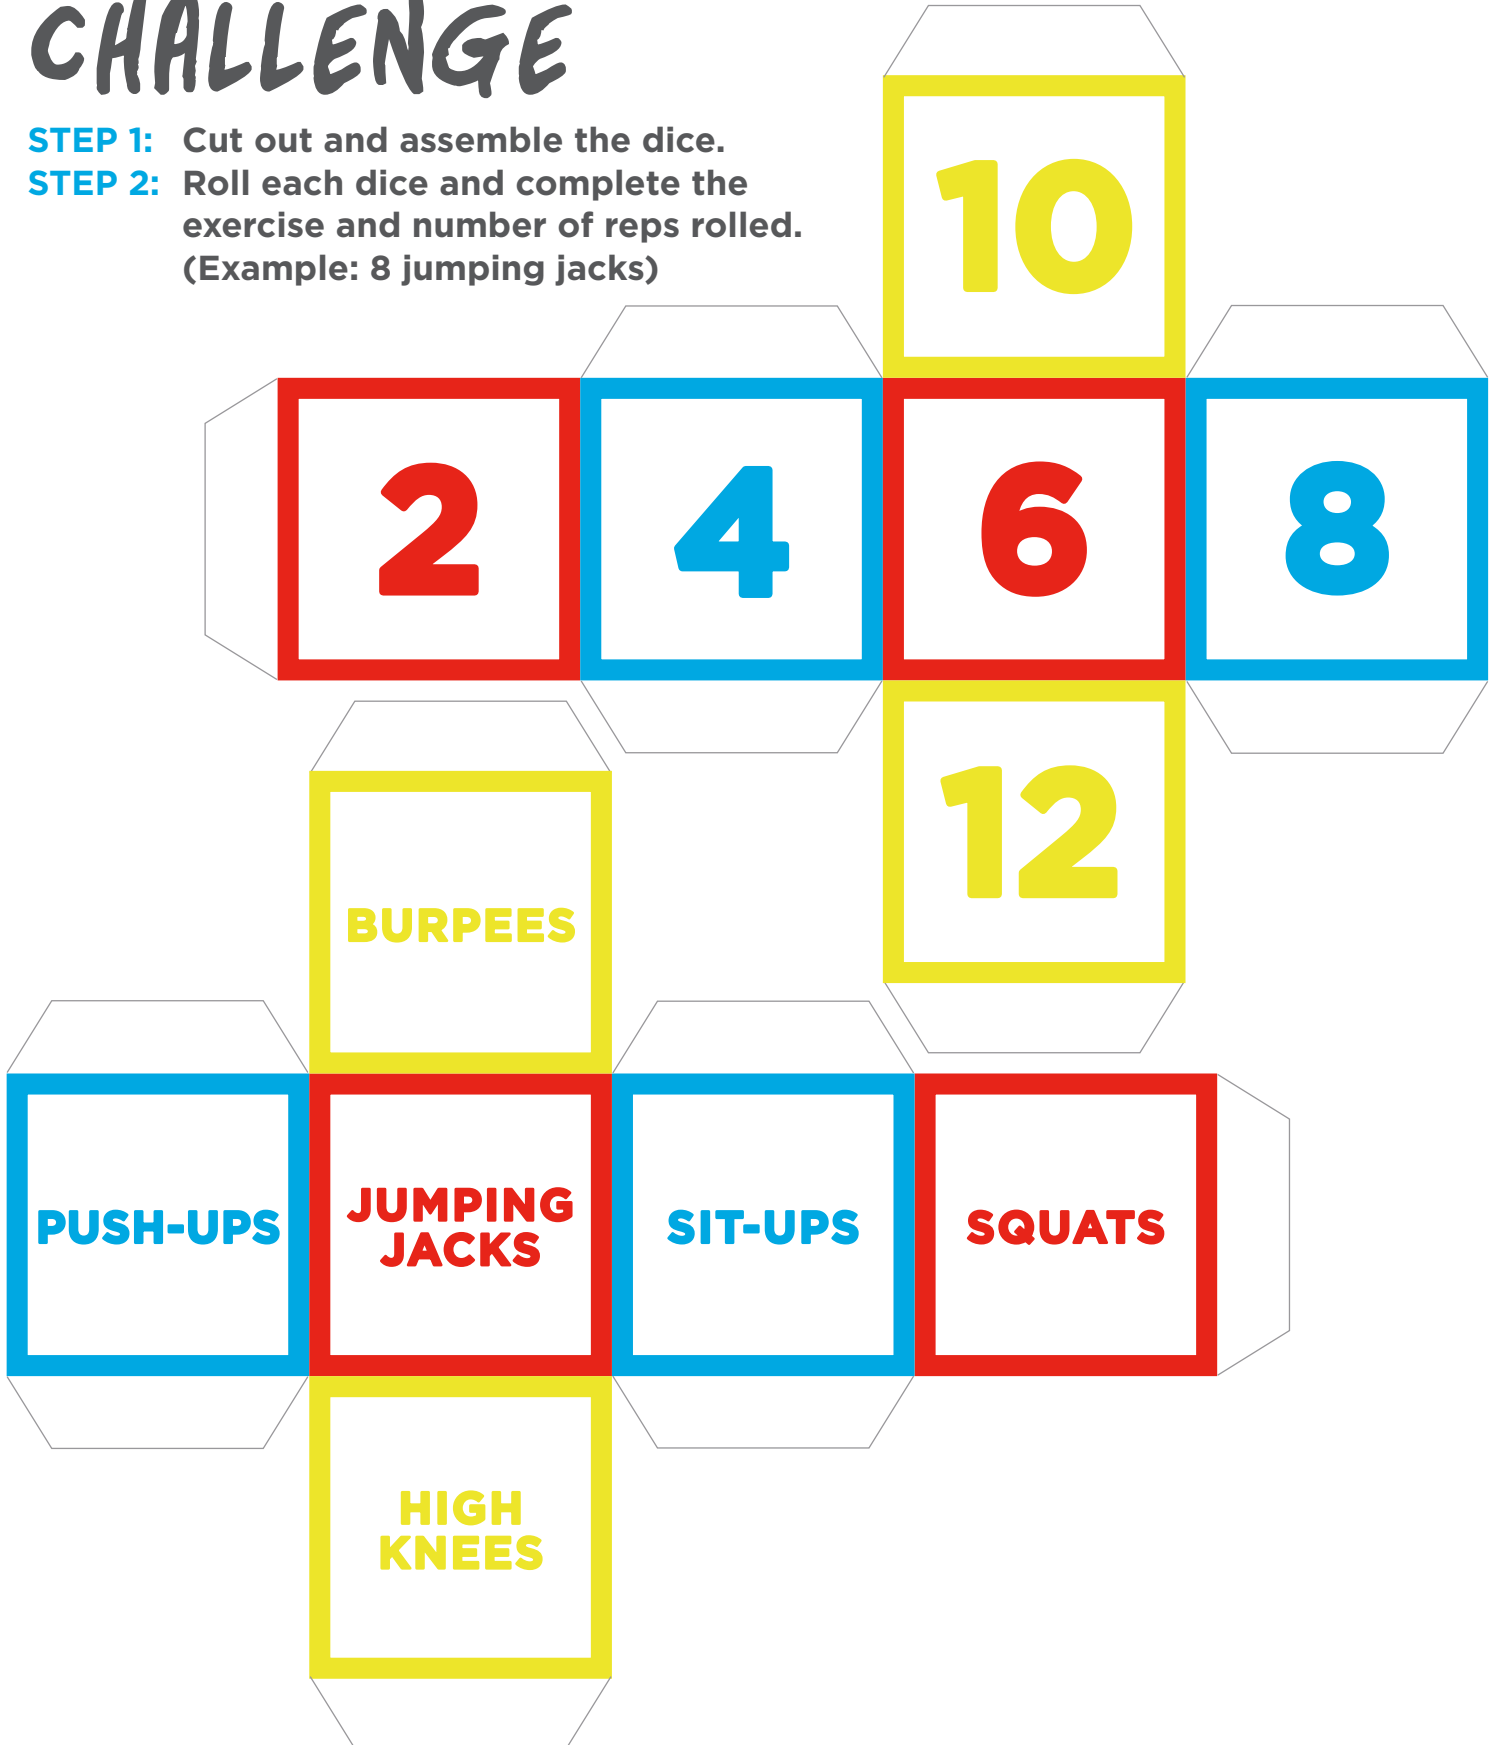 CHALLENGE
STEP 1: Cut out and assemble the dice.
STEP 2: Roll each dice and complete the
exercise and number of reps rolled.
(Example: 8 jumping jacks)
10
2 4 6 8
12
BURPEES
PUSH-UPS JUMPING JACKS SIT-UPS SQUATS
HIGH
KNEES